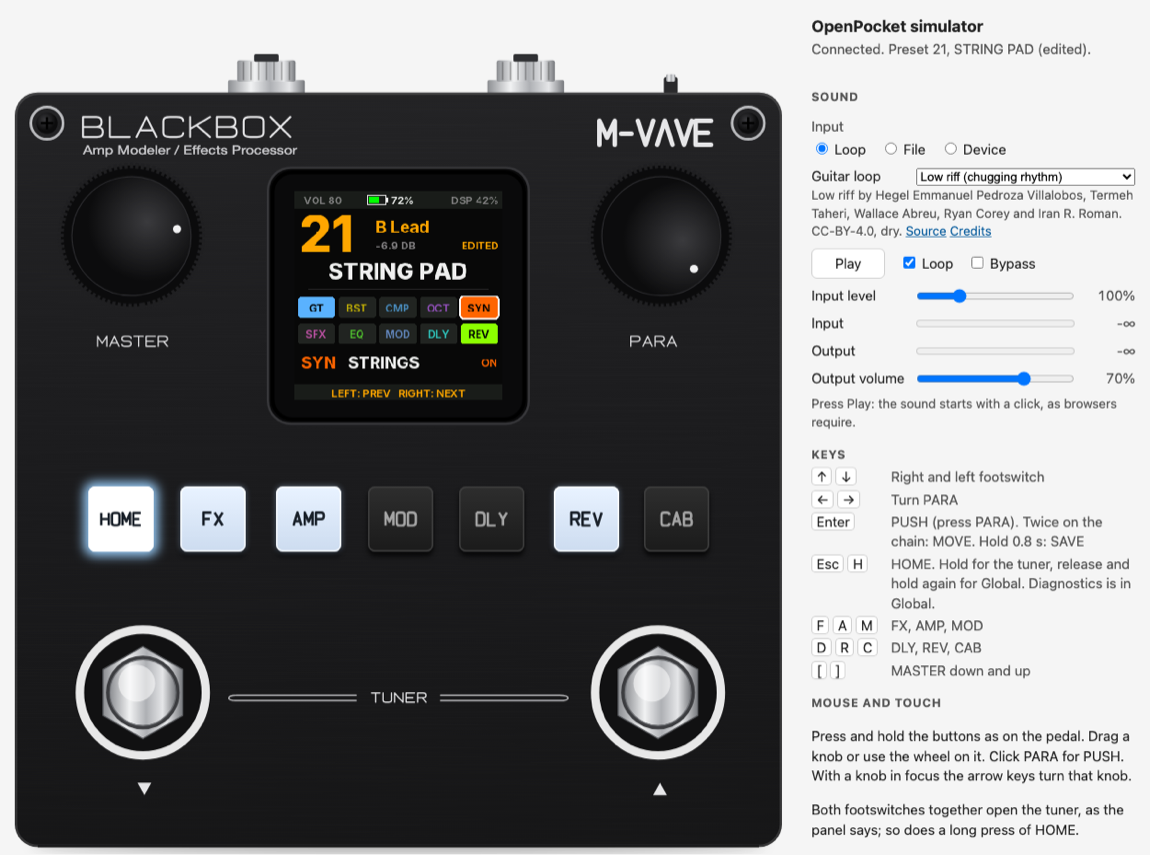 BLACKBOX
Amp Modeler / Effects Processor
M-VAVE
MASTER
VOL 80 72% DSP 42%
21 B Lead
-6.9 DB EDITED
STRING PAD
GT BST CMP OCT SYN
SFX EQ MOD DLY REV
SYN STRINGS ON
LEFT: PREV RIGHT: NEXT
PARA
HOME FX AMP MOD DLY REV CAB
TUNER
▼ ▲
OpenPocket simulator
Connected. Preset 21, STRING PAD (edited).
SOUND
Input
Loop File Device
Guitar loop Low riff (chugging rhythm)
Low riff by Hegel Emmanuel Pedroza Villalobos, Termeh
Taheri, Wallace Abreu, Ryan Corey and Iran R. Roman.
CC-BY-4.0, dry. Source Credits
Play Loop Bypass
Input level 100%
Input -∞
Output -∞
Output volume 70%
Press Play: the sound starts with a click, as browsers
require.
KEYS
↑ ↓ Right and left footswitch
← → Turn PARA
Enter PUSH (press PARA). Twice on the
chain: MOVE. Hold 0.8 s: SAVE
Esc H HOME. Hold for the tuner, release and
hold again for Global. Diagnostics is in
Global.
F A M FX, AMP, MOD
D R C DLY, REV, CAB
[ ] MASTER down and up
MOUSE AND TOUCH
Press and hold the buttons as on the pedal. Drag a
knob or use the wheel on it. Click PARA for PUSH.
With a knob in focus the arrow keys turn that knob.
Both footswitches together open the tuner, as the
panel says; so does a long press of HOME.